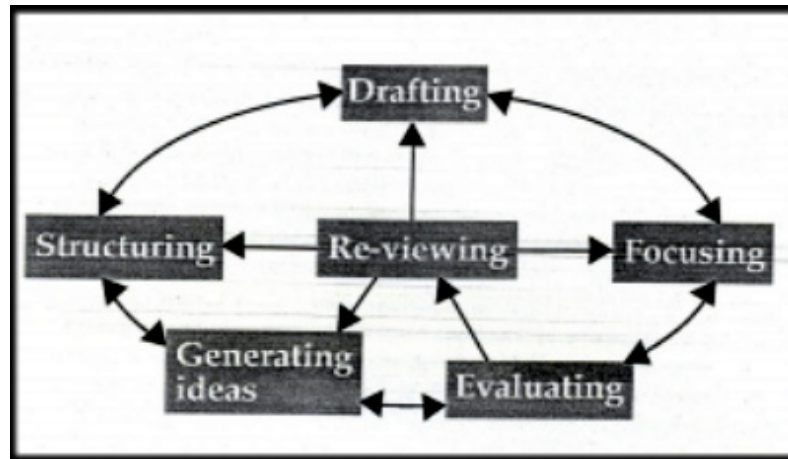 Drafting
Structuring
Re-viewing
Focusing
Generating
ideas
Evaluating